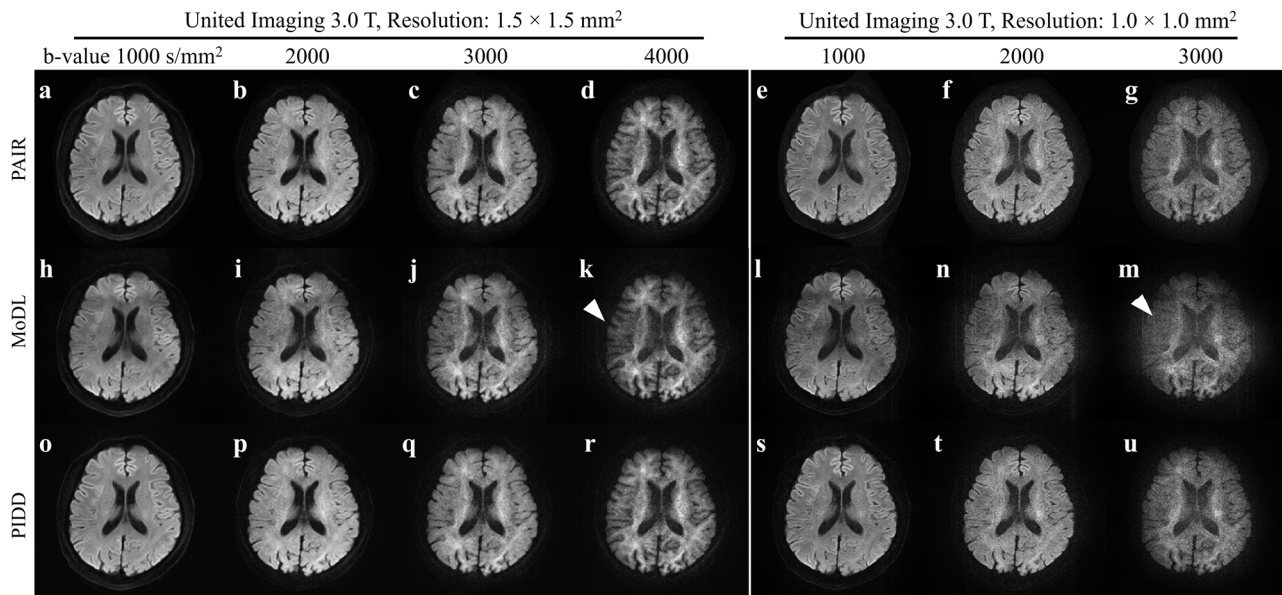 United Imaging 3.0 T, Resolution: 1.5 × 1.5 mm² United Imaging 3.0 T, Resolution: 1.0 × 1.0 mm²
b-value 1000 s/mm² 2000 3000 4000 1000 2000 3000
PAIR a b c d e f g
MoDL h i j k l n m
PIDD o p q r s t u